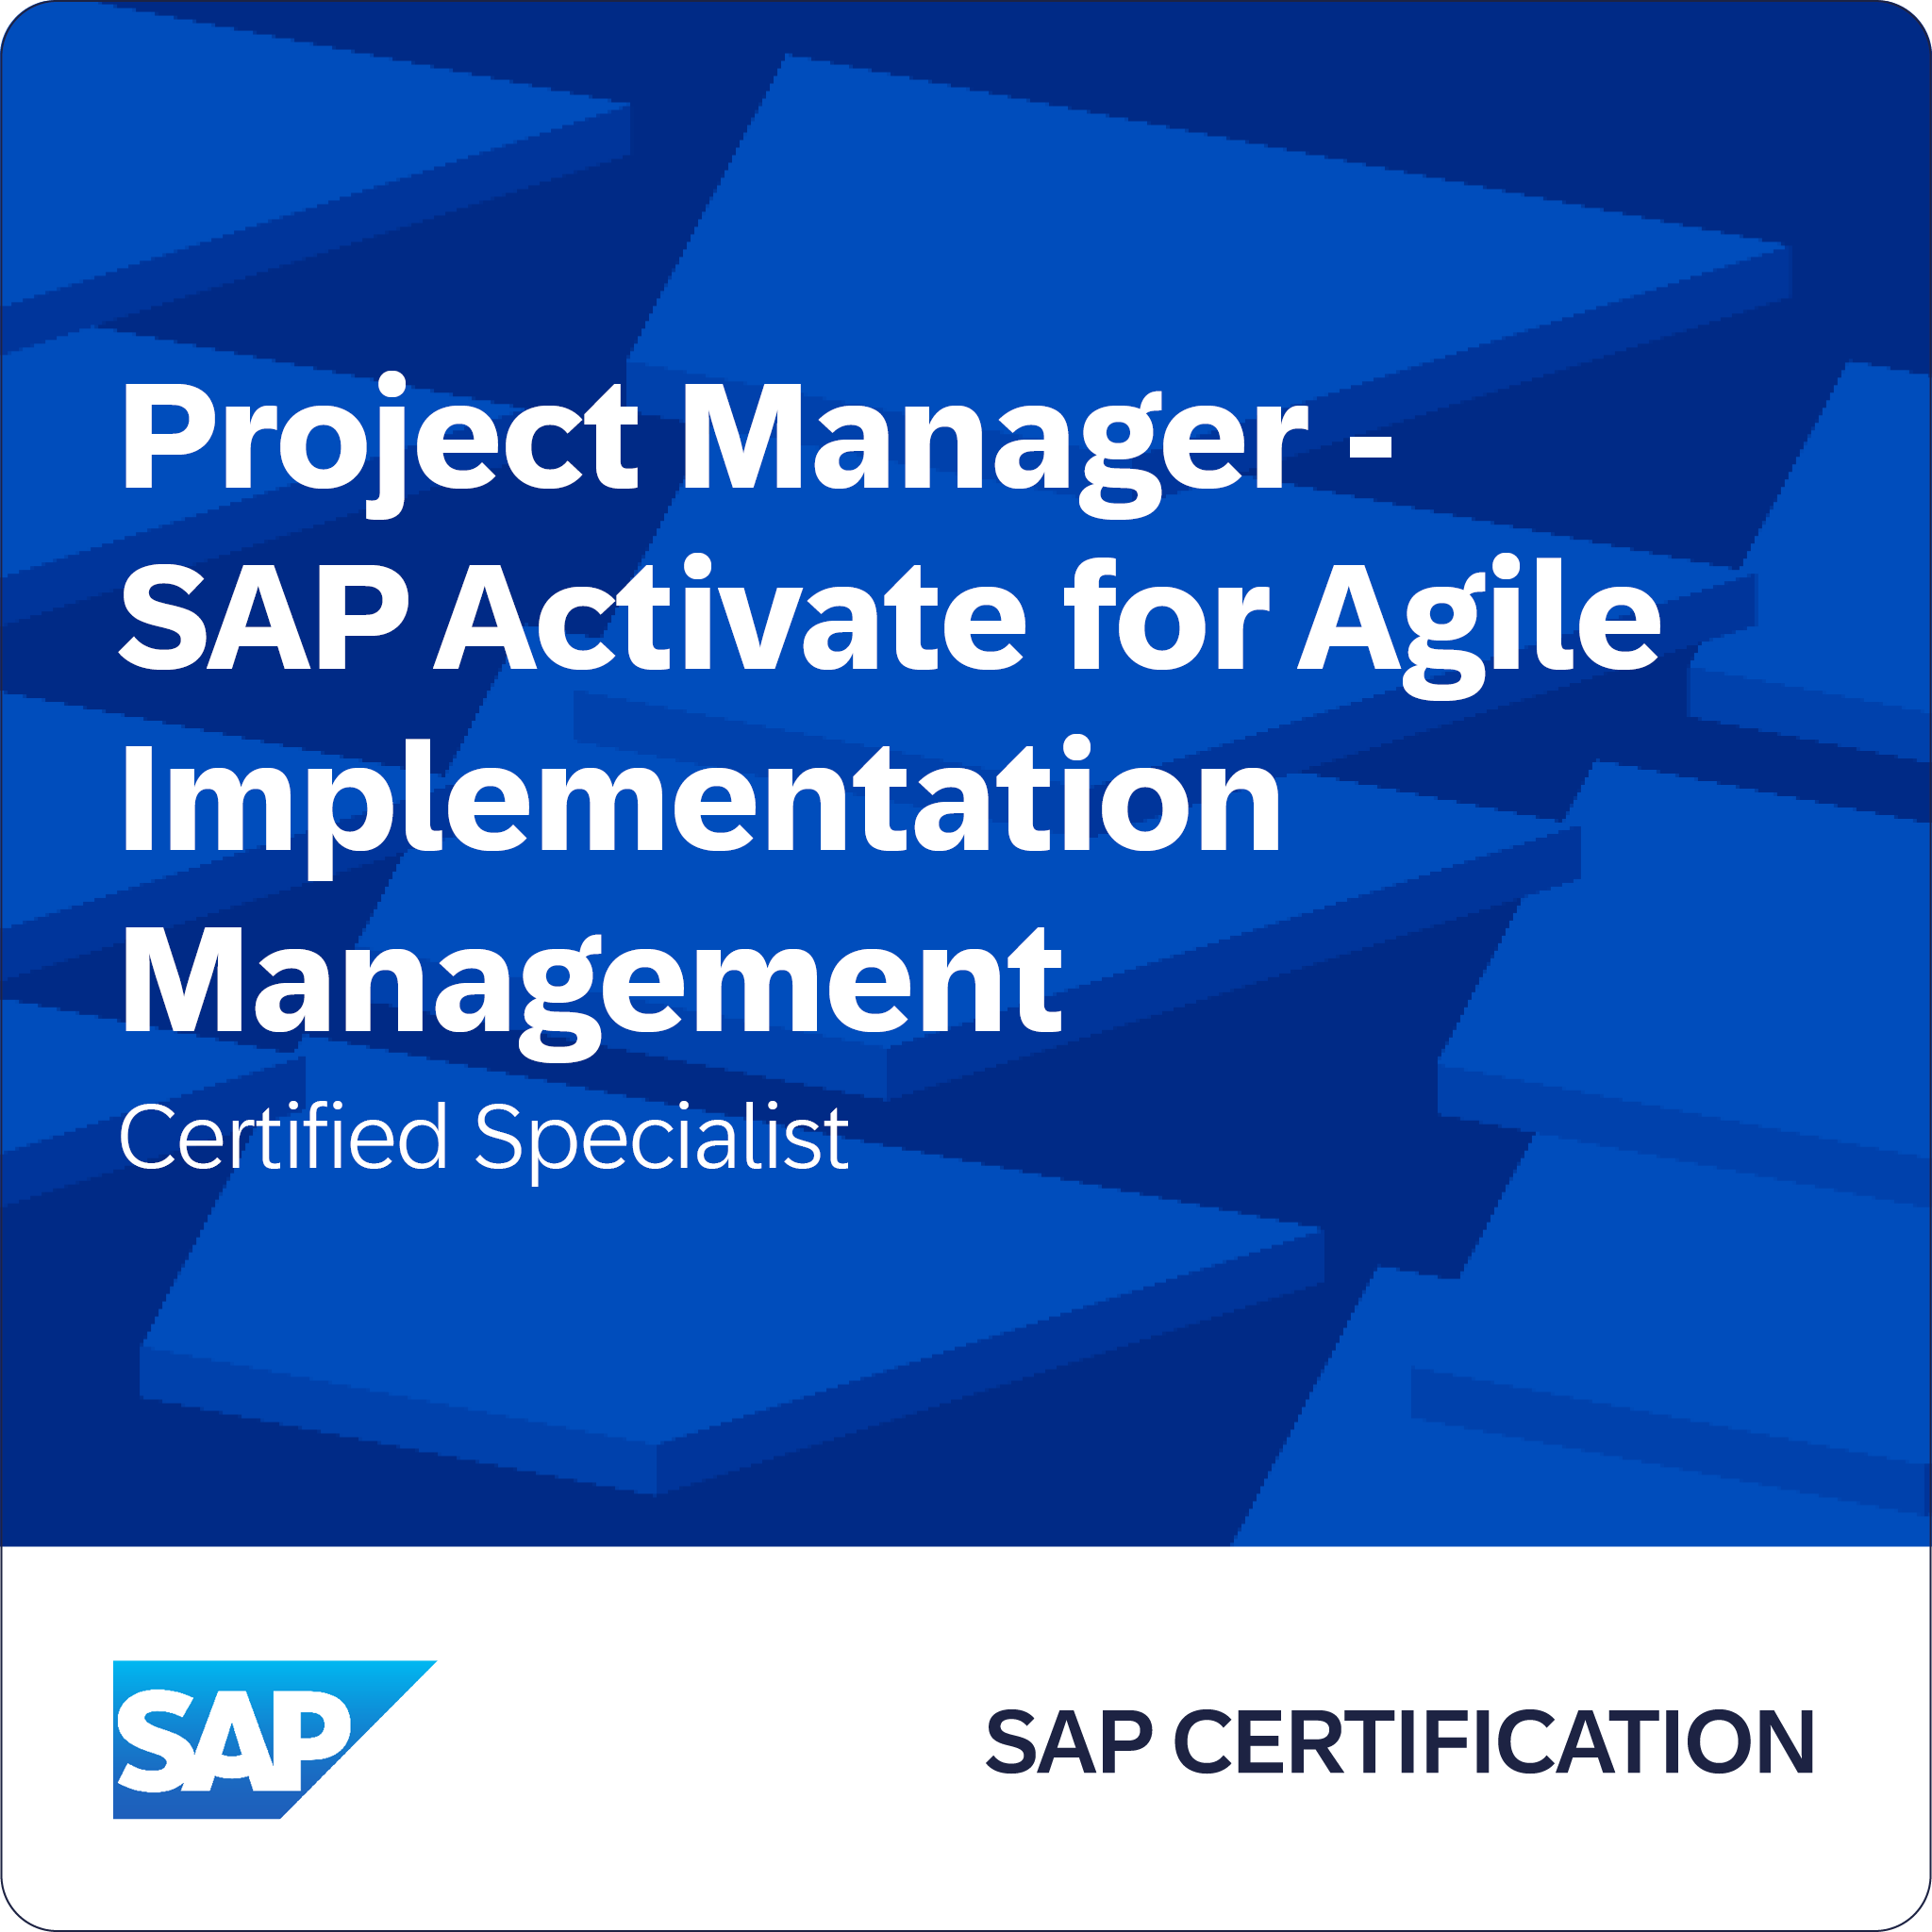 Project Manager -
SAP Activate for Agile
Implementation
Management
Certified Specialist
SAP
SAP CERTIFICATION